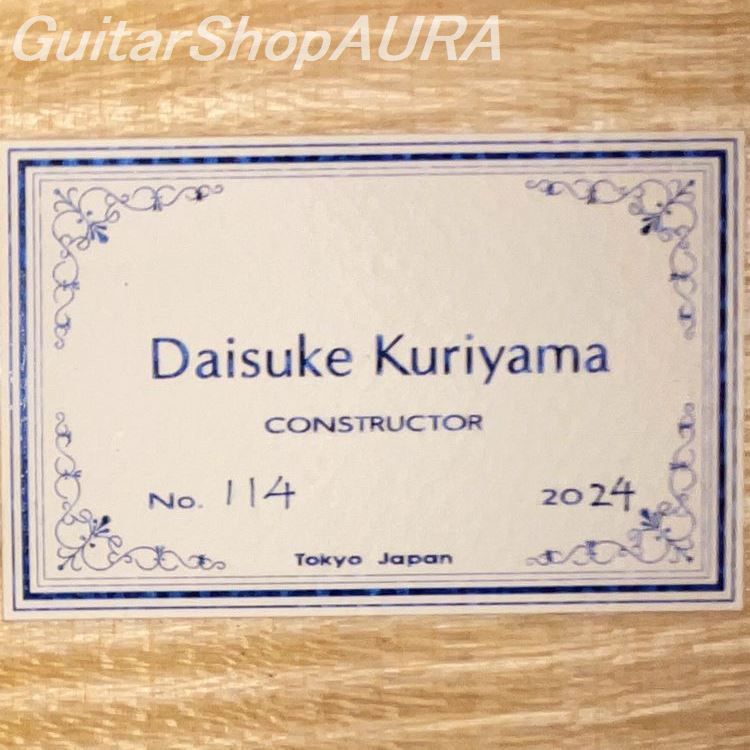 GuitarShopAURA
Daisuke Kuriyama
CONSTRUCTOR
No. 114 2024
Tokyo Japan